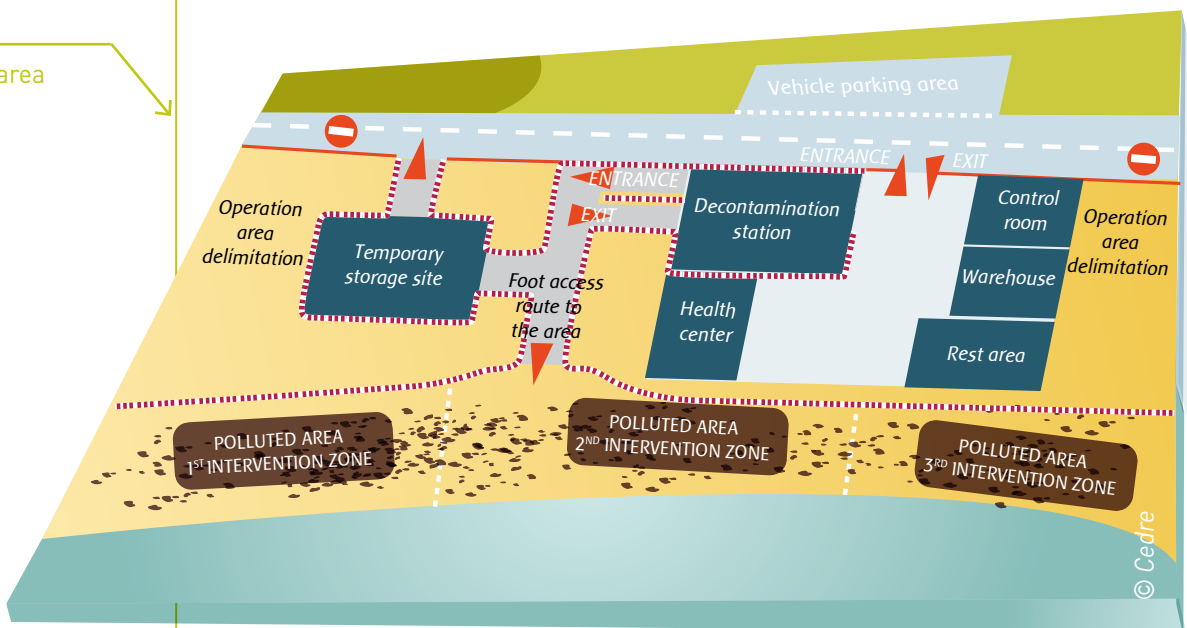 area
Vehicle parking area
ENTRANCE
EXIT
ENTRANCE
EXIT
Operation
area
delimitation
Temporary
storage site
Foot access
route to
the area
Decontamination
station
Health
center
Control
room
Warehouse
Rest area
Operation
area
delimitation
POLLUTED AREA
1ST INTERVENTION ZONE
POLLUTED AREA
2ND INTERVENTION ZONE
POLLUTED AREA
3RD INTERVENTION ZONE
© Cedre